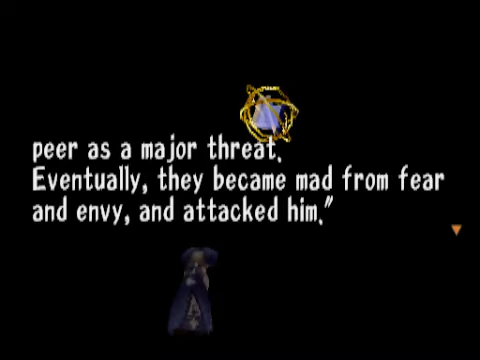 peer as a major threat.
Eventually, they became mad from fear
and envy, and attacked him."